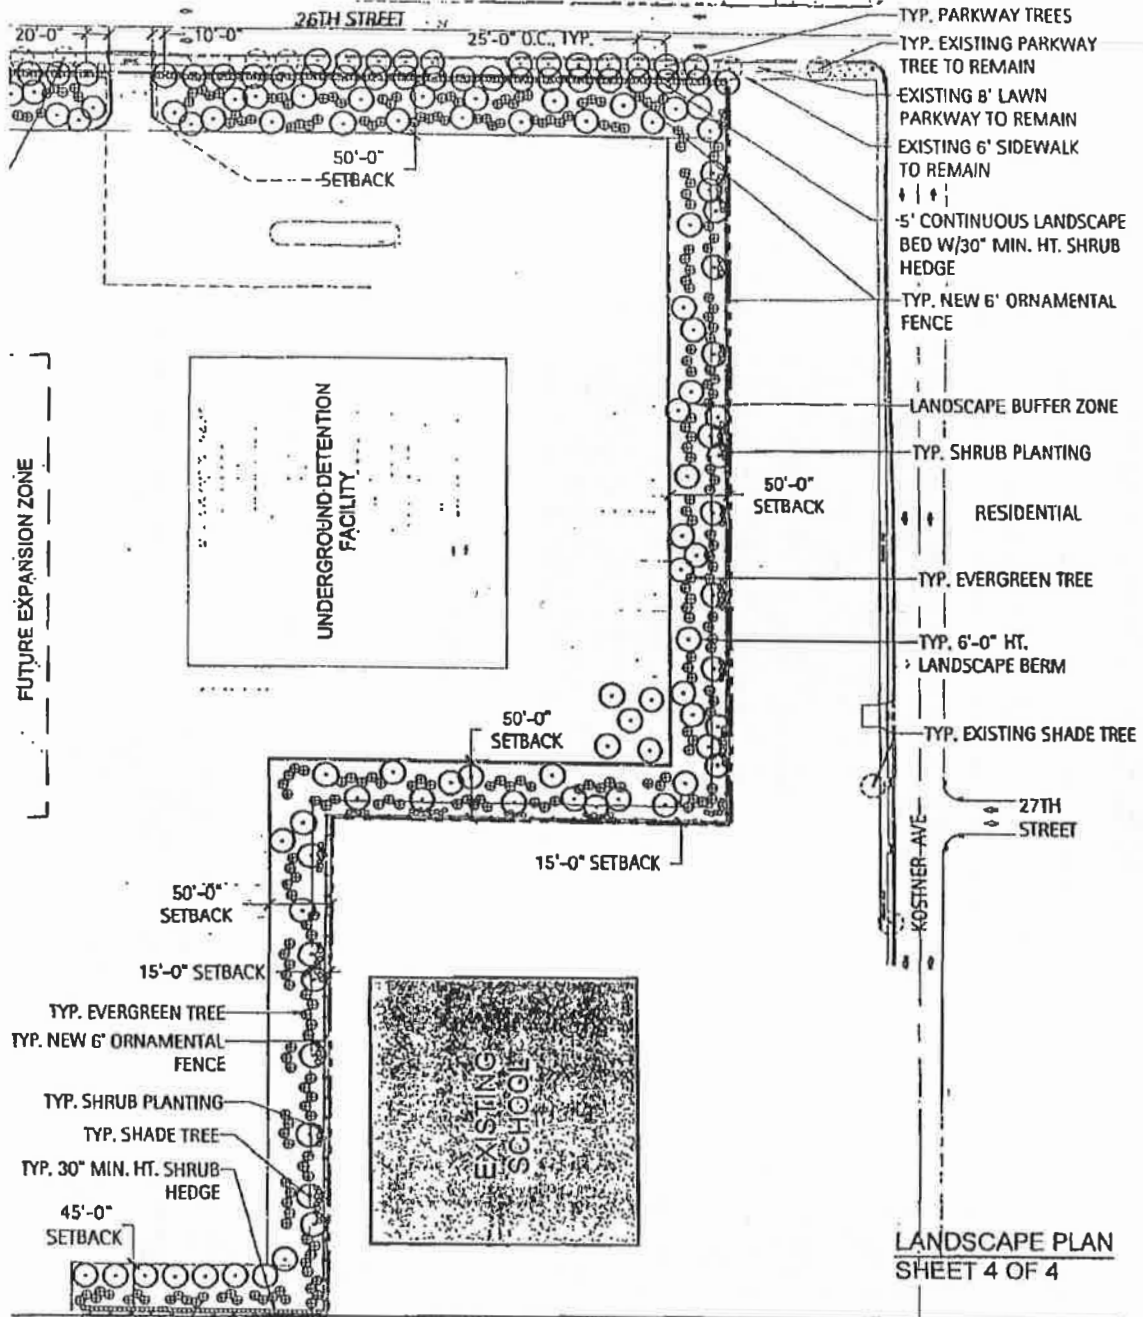 26TH STREET
20'-0"
10'-0"
25'-0" O.C., TYP.
TYP. PARKWAY TREES
TYP. EXISTING PARKWAY
TREE TO REMAIN
EXISTING 8' LAWN
PARKWAY TO REMAIN
EXISTING 6' SIDEWALK
TO REMAIN
5' CONTINUOUS LANDSCAPE
BED W/30" MIN. HT. SHRUB
HEDGE
TYP. NEW 6' ORNAMENTAL
FENCE
50'-0"
SETBACK
LANDSCAPE BUFFER ZONE
TYP. SHRUB PLANTING
50'-0"
SETBACK
RESIDENTIAL
UNDERGROUND DETENTION
FACILITY
FUTURE EXPANSION ZONE
TYP. EVERGREEN TREE
TYP. 6'-0" HT.
LANDSCAPE BERM
TYP. EXISTING SHADE TREE
50'-0"
SETBACK
27TH
STREET
KOSTNER AVE
15'-0" SETBACK
50'-0"
SETBACK
15'-0" SETBACK
TYP. EVERGREEN TREE
TYP. NEW 6' ORNAMENTAL
FENCE
TYP. SHRUB PLANTING
TYP. SHADE TREE
TYP. 30" MIN. HT. SHRUB
HEDGE
45'-0"
SETBACK
EXISTING
SCHOOL
LANDSCAPE PLAN
SHEET 4 OF 4